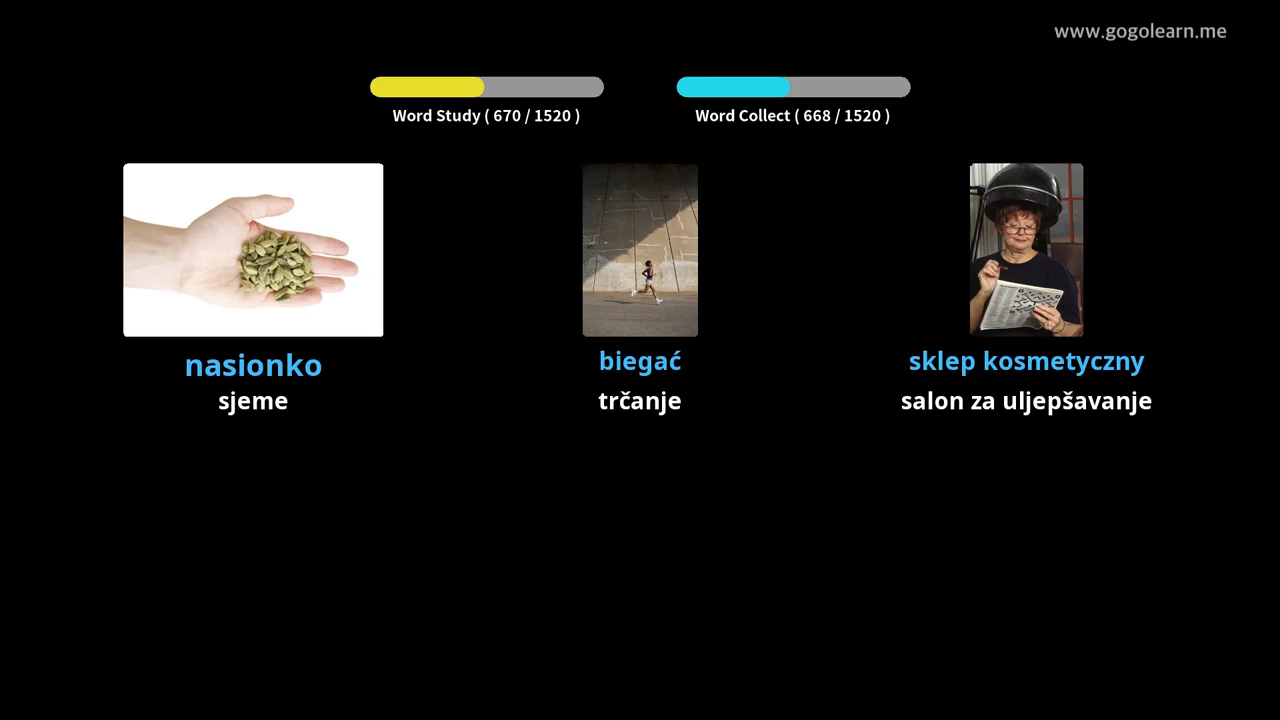 www.gogolearn.me
Word Study ( 670 / 1520 )
Word Collect ( 668 / 1520 )
nasionko
biegać
sklep kosmetyczny
sjeme
trčanje
salon za uljepšavanje